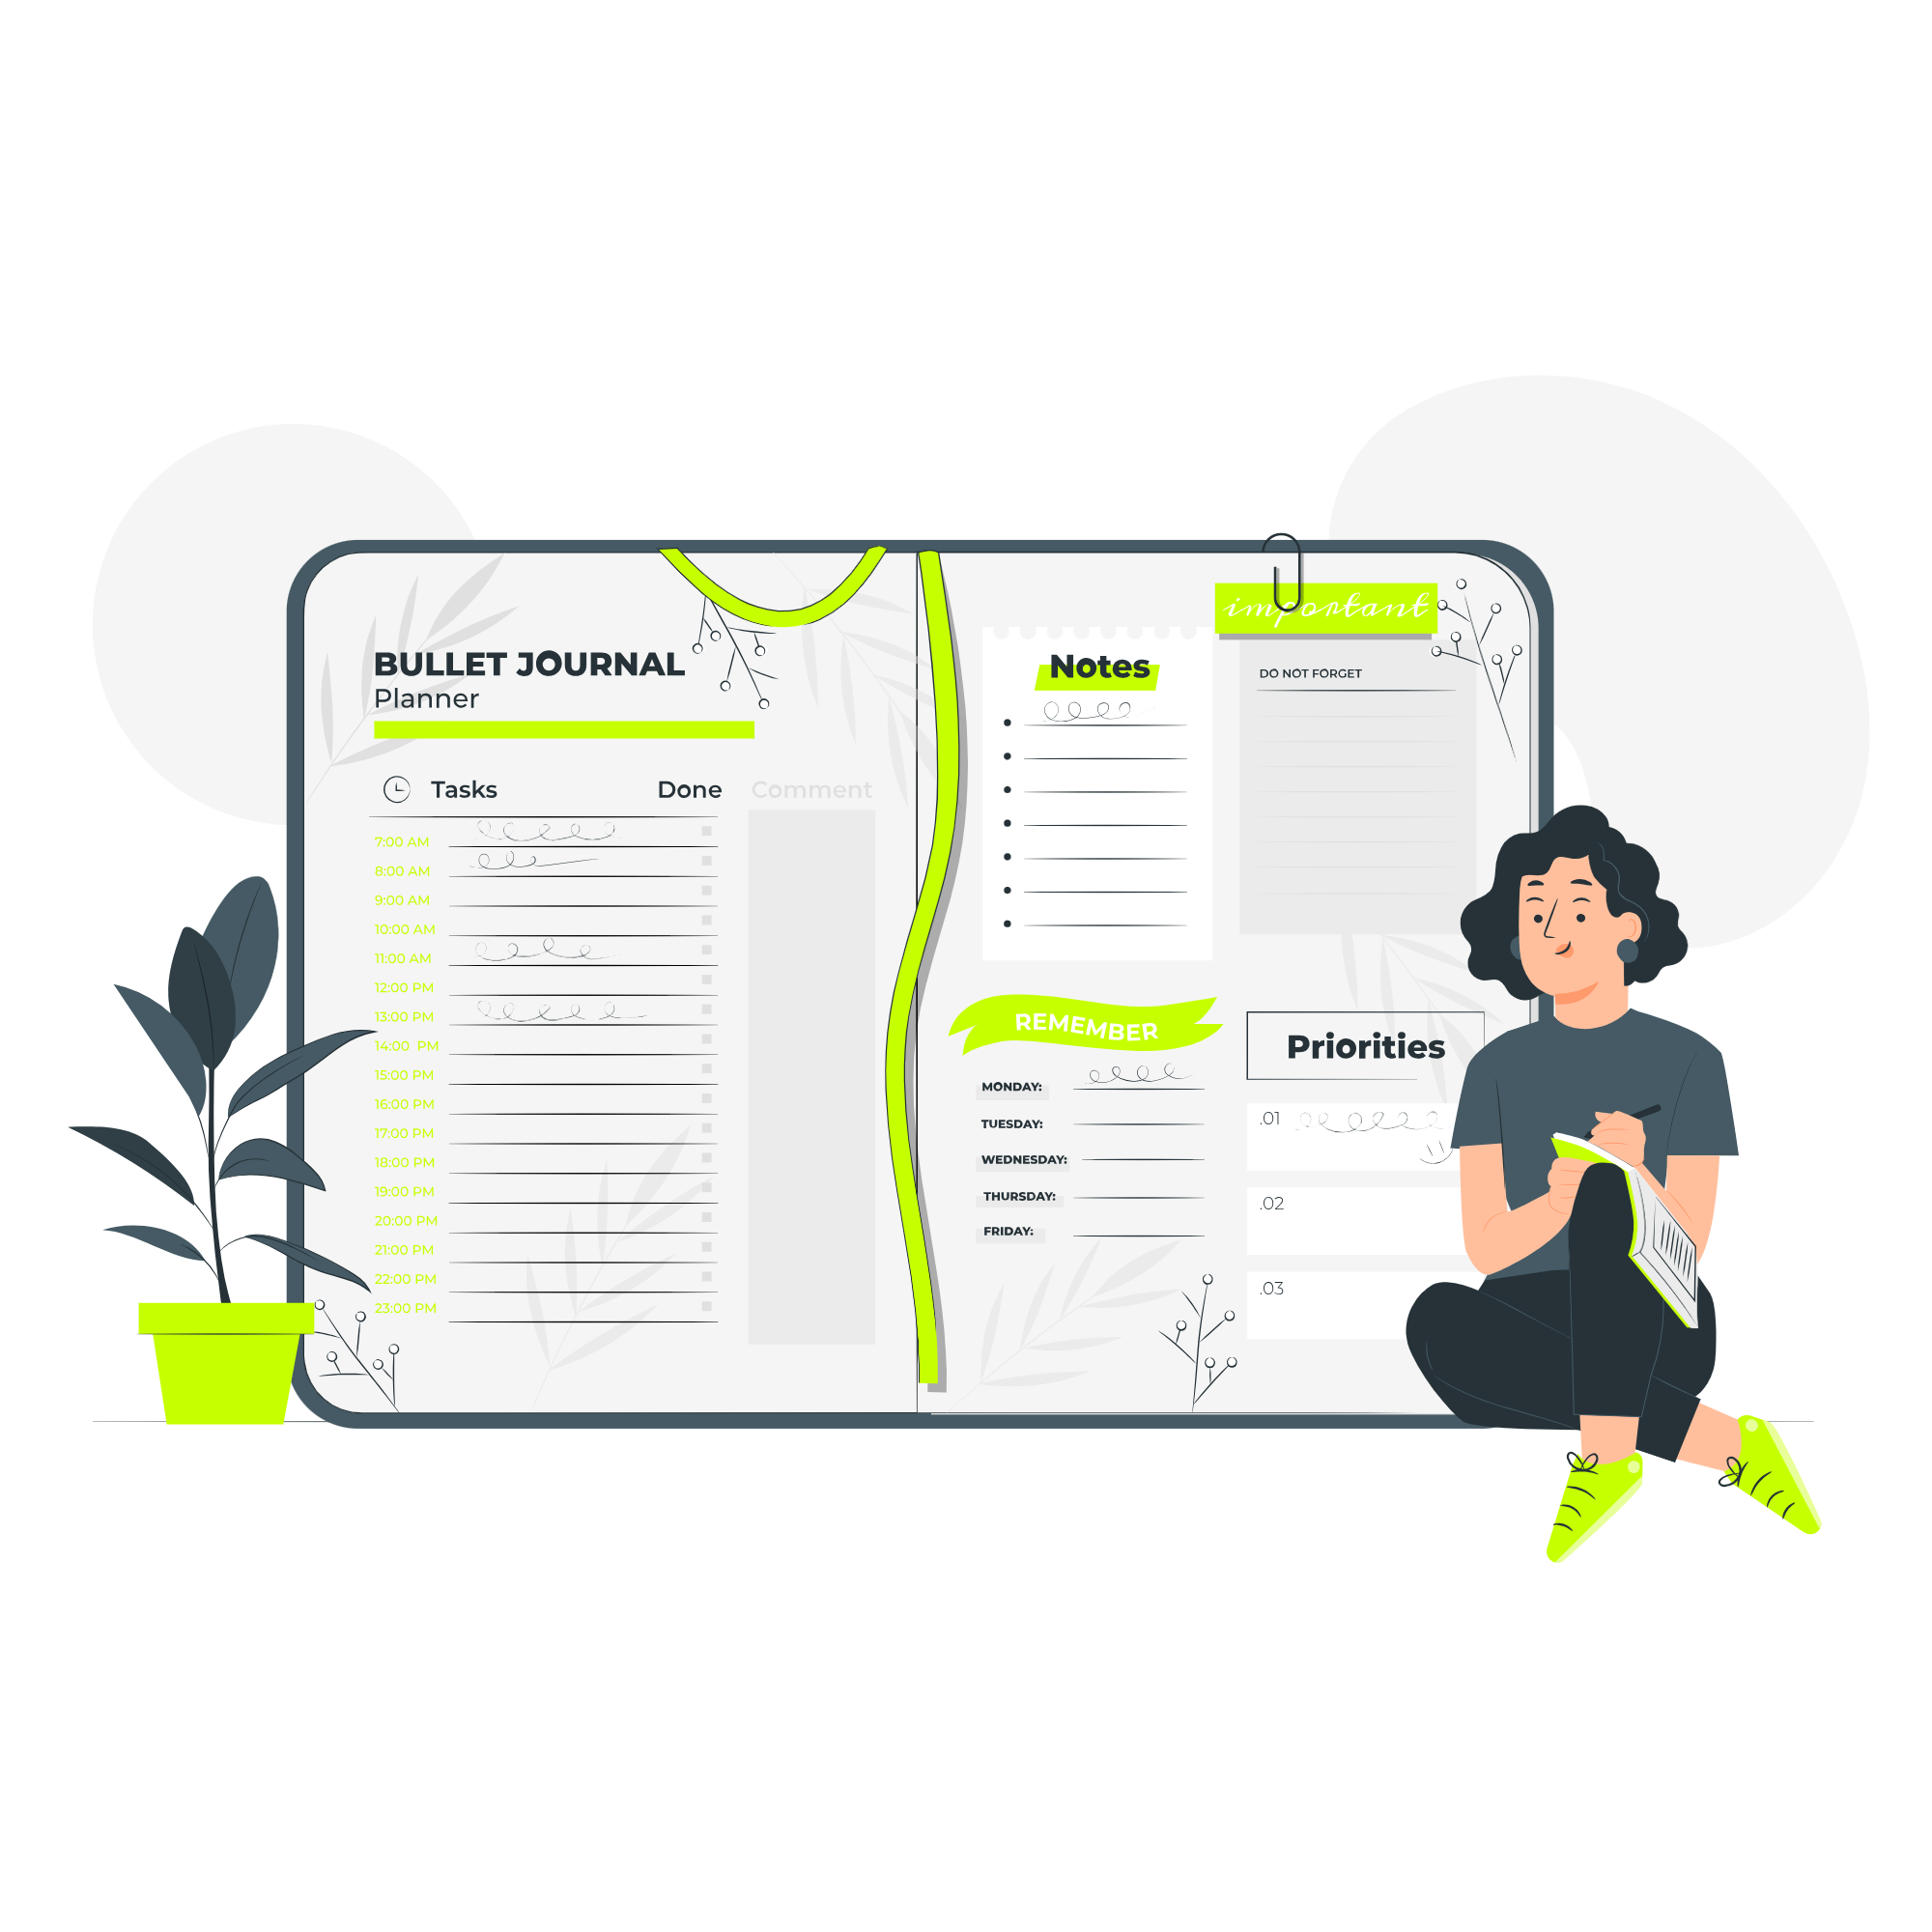 BULLET JOURNAL
Planner
Tasks Done Comment
7:00 AM
8:00 AM
9:00 AM
10:00 AM
11:00 AM
12:00 PM
13:00 PM
14:00 PM
15:00 PM
16:00 PM
17:00 PM
18:00 PM
19:00 PM
20:00 PM
21:00 PM
22:00 PM
23:00 PM
Notes
important
DO NOT FORGET
REMEMBER
MONDAY:
TUESDAY:
WEDNESDAY:
THURSDAY:
FRIDAY:
Priorities
.01
.02
.03